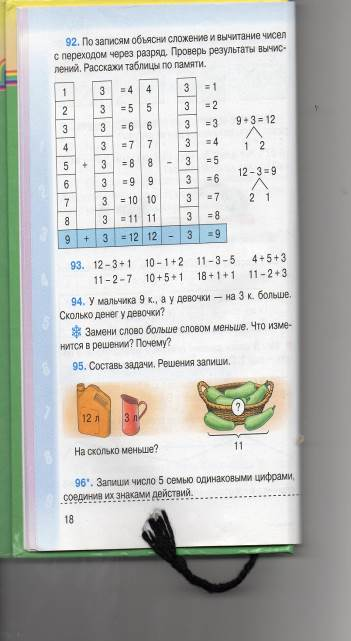 92. По записям объясни сложение и вычитание чисел
с переходом через разряд. Проверь результаты вычис-
лений. Расскажи таблицы по памяти.
1 3 = 4 4 3 = 1
2 3 = 5 5 3 = 2
3 3 = 6 6 3 = 3 9 + 3 = 12
4 3 = 7 7 3 = 4 1 2
5 + 3 = 8 8 – 3 = 5
6 3 = 9 9 3 = 6 12 – 3 = 9
7 3 = 10 10 3 = 7 2 1
8 3 = 11 11 3 = 8
9 + 3 = 12 12 – 3 = 9
93. 12 – 3 + 1 10 – 1 + 2 11 – 3 – 5 4 + 5 + 3
11 – 2 – 7 10 + 5 + 1 18 + 1 + 1 11 – 2 + 3
94. У мальчика 9 к., а у девочки — на 3 к. больше.
Сколько денег у девочки?
Замени слово больше словом меньше. Что изме-
нится в решении? Почему?
95. Составь задачи. Решения запиши.
12 л 3 л ?
На сколько меньше? 11
96*. Запиши число 5 семью одинаковыми цифрами,
соединив их знаками действий.
18